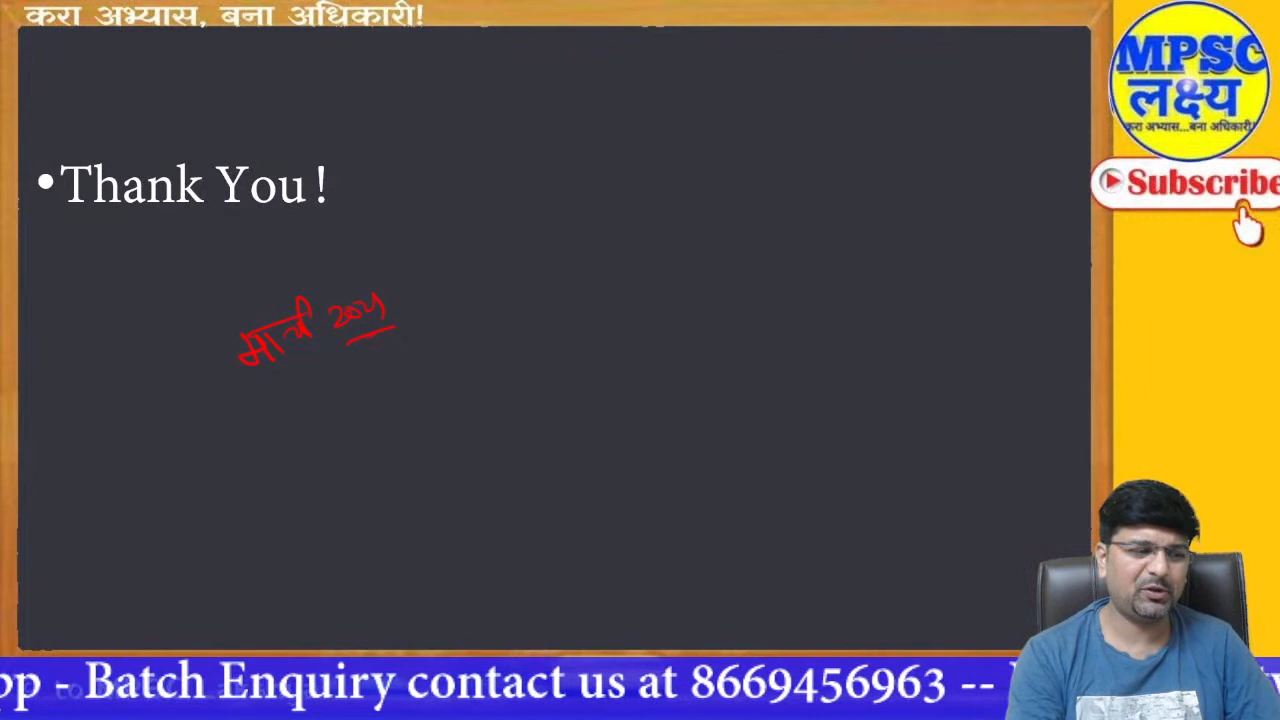 करा अभ्यास, बना अधिकारी!
MPSC
लक्ष्य
करा अभ्यास...बना अधिकारी!
Subscribe
•Thank You!
मार्च २०२१
pp - Batch Enquiry contact us at 8669456963 --